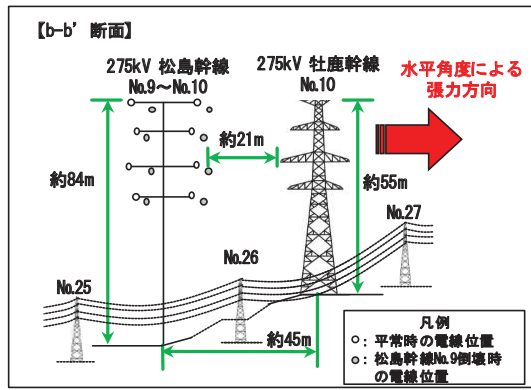 【b-b’断面】
275kV 松島幹線
No.9～No.10
275kV 牡鹿幹線
No.10
水平角度による
張力方向
約21m
約84m
約55m
No.27
No.26
No.25
約45m
凡例
○: 平常時の電線位置
●: 松島幹線No.9倒壊時
の電線位置